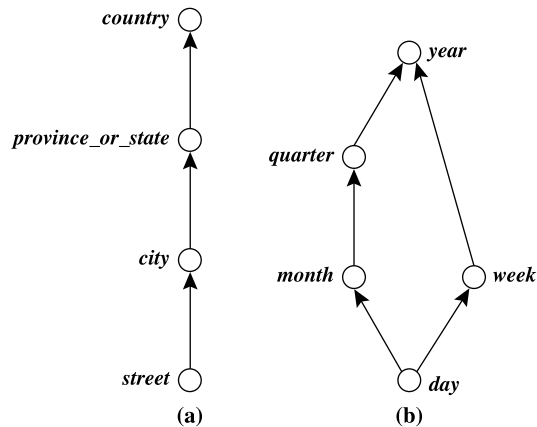 country
province_or_state
city
street
(a)
year
quarter
month
week
day
(b)